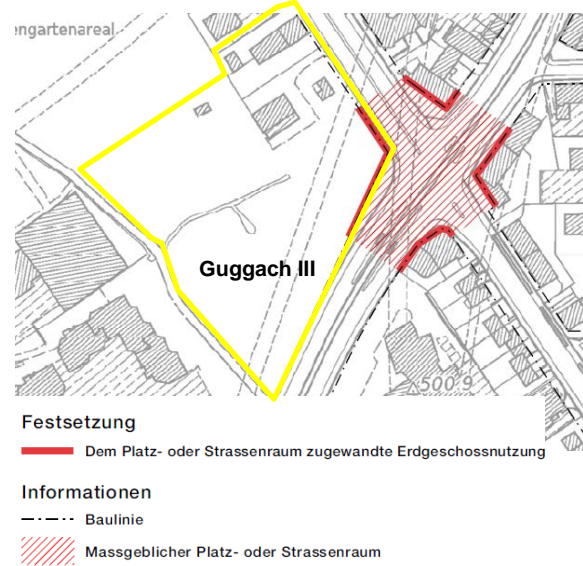 engartenareal
Guggach III
500 9
Festsetzung
Dem Platz- oder Strassenraum zugewandte Erdgeschossnutzung
Informationen
Baulinie
Massgeblicher Platz- oder Strassenraum